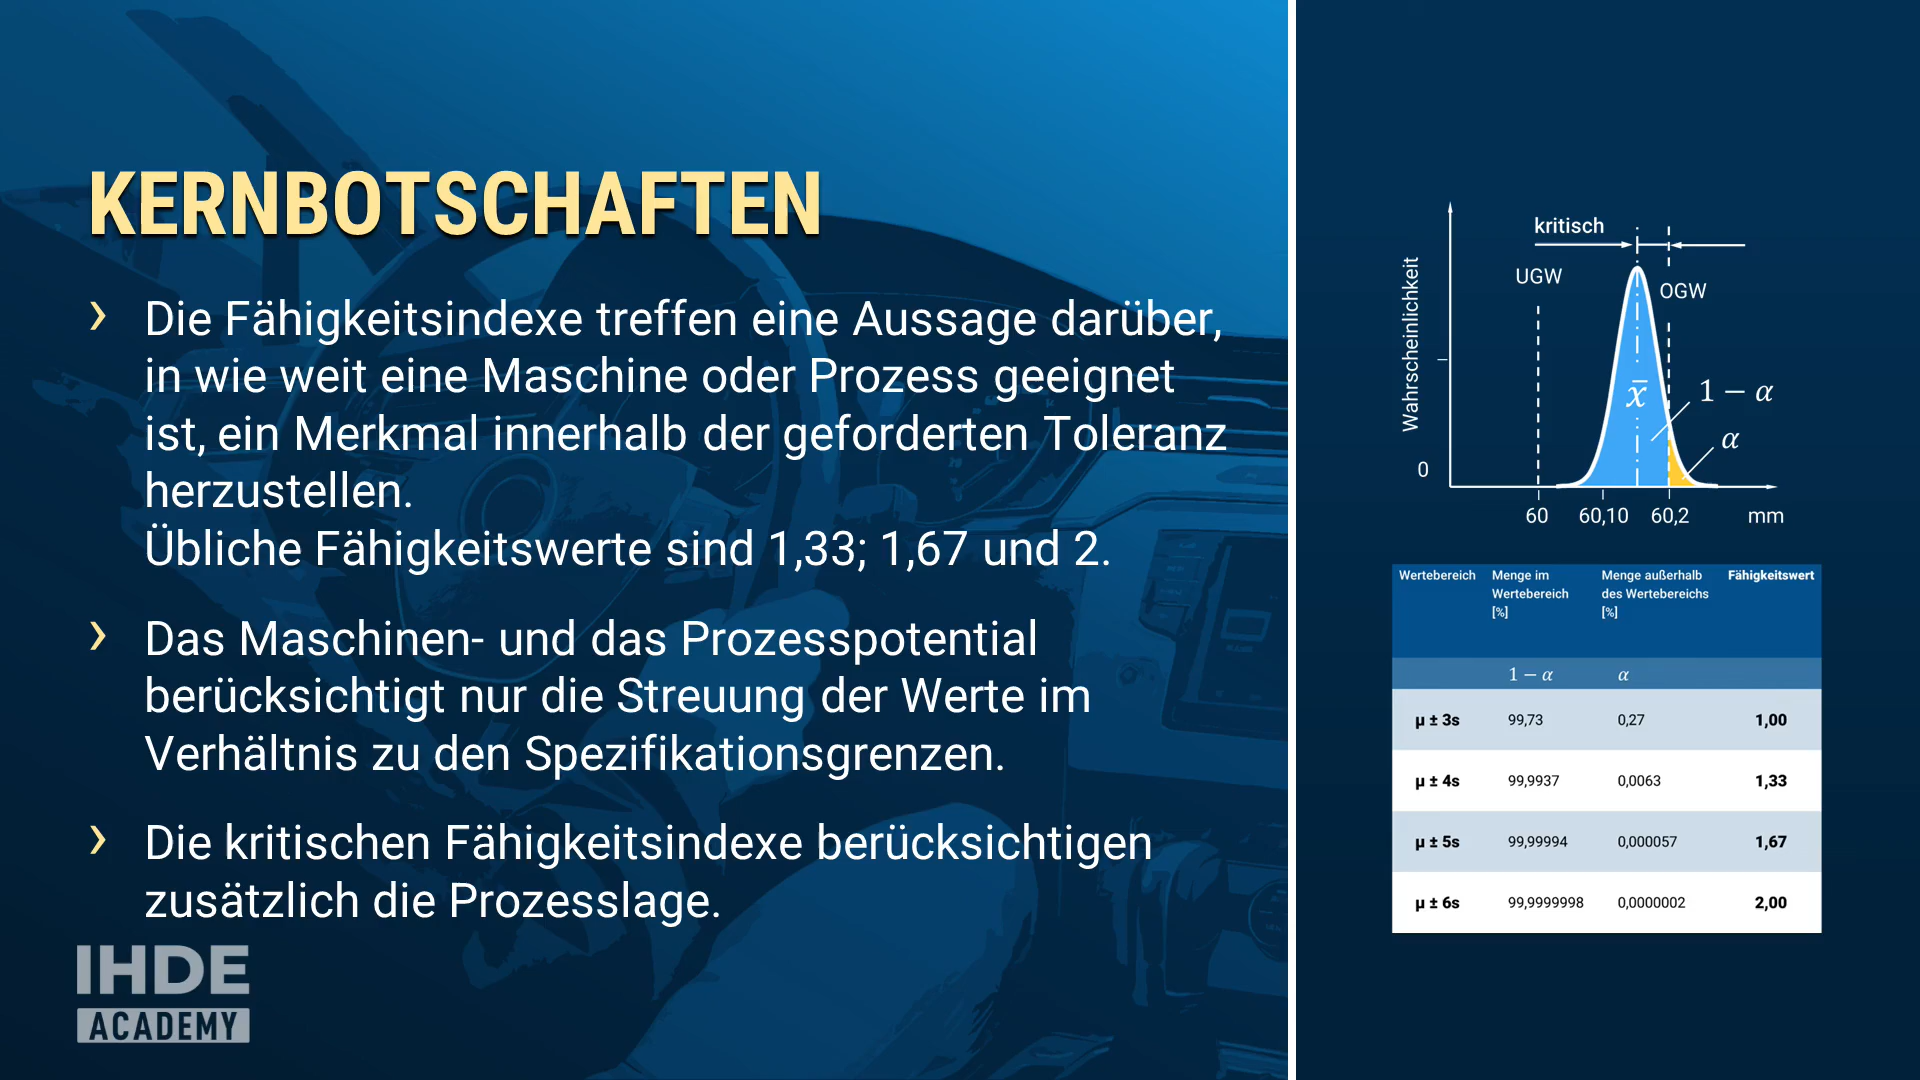 KERNBOTSCHAFTEN
› Die Fähigkeitsindexe treffen eine Aussage darüber,
in wie weit eine Maschine oder Prozess geeignet
ist, ein Merkmal innerhalb der geforderten Toleranz
herzustellen.
Übliche Fähigkeitswerte sind 1,33; 1,67 und 2.
› Das Maschinen- und das Prozesspotential
berücksichtigt nur die Streuung der Werte im
Verhältnis zu den Spezifikationsgrenzen.
› Die kritischen Fähigkeitsindexe berücksichtigen
zusätzlich die Prozesslage.
IHDE
ACADEMY
kritisch
UGW
OGW
Wahrscheinlichkeit
x̄
1 − α
α
0
60 60,10 60,2 mm
Wertebereich Menge im Menge außerhalb Fähigkeitswert
Wertebereich des Wertebereichs
[%] [%]
1 − α α
μ ± 3s 99,73 0,27 1,00
μ ± 4s 99,9937 0,0063 1,33
μ ± 5s 99,99994 0,000057 1,67
μ ± 6s 99,9999998 0,0000002 2,00